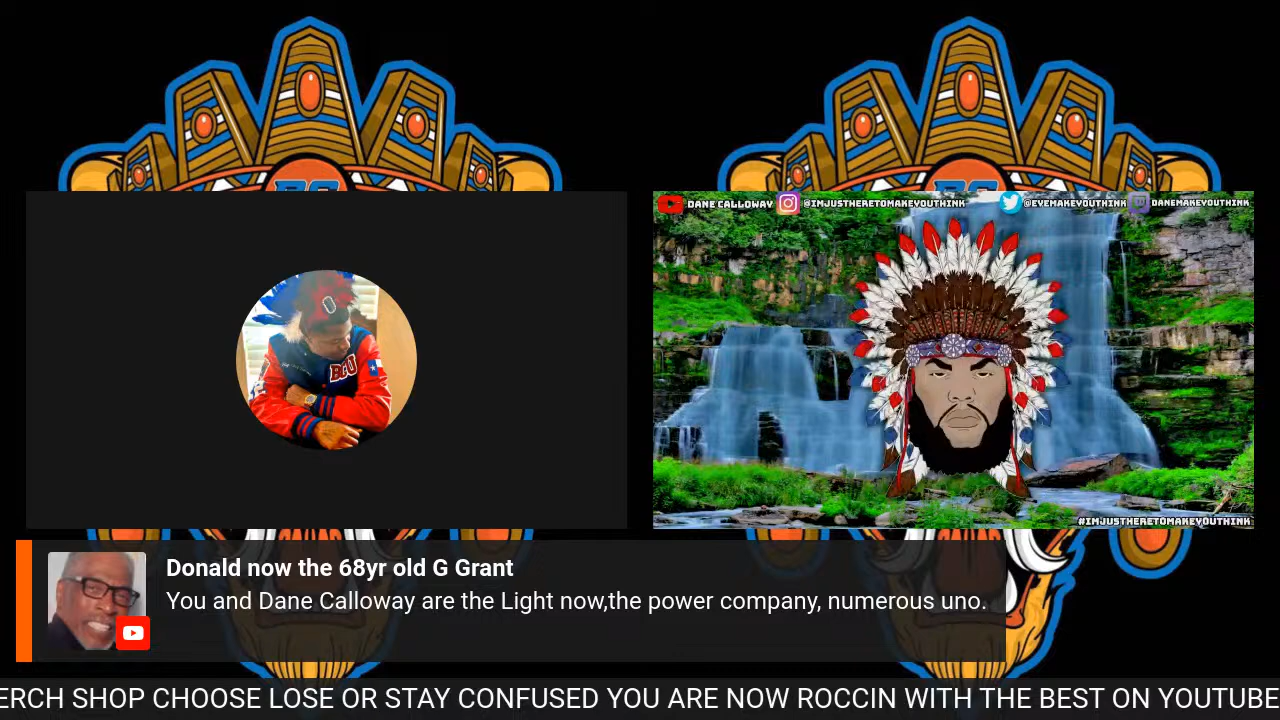 DANE CALLOWAY @IMJUSTHERETOMAKEYOUTHINK @EYEMAKEYOUTHINK DANEMAKEYOUTHINK
BCU
#IMJUSTHERETOMAKEYOUTHINK
Donald now the 68yr old G Grant
You and Dane Calloway are the Light now,the power company, numerous uno.
ERCH SHOP CHOOSE LOSE OR STAY CONFUSED YOU ARE NOW ROCCIN WITH THE BEST ON YOUTUBE